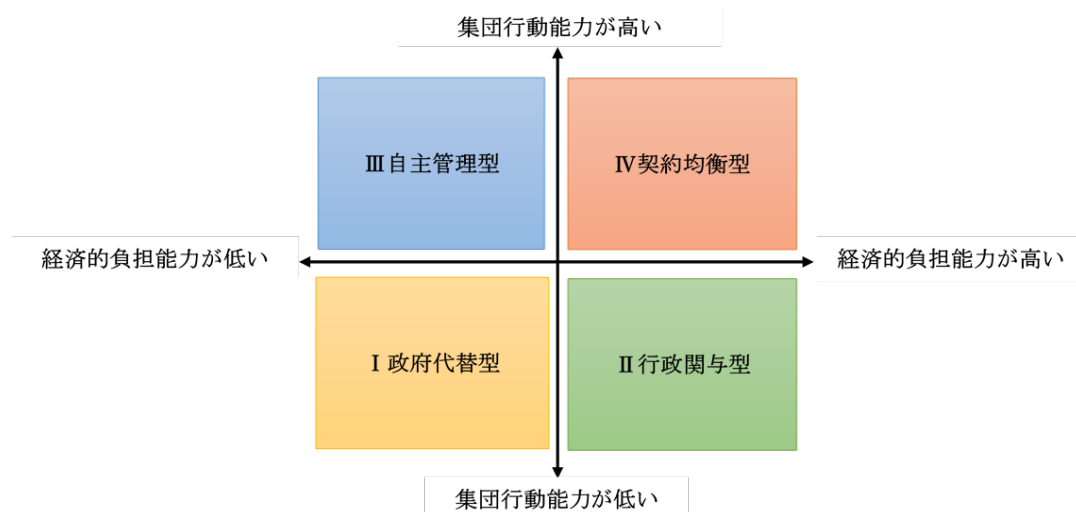 集団行動能力が高い
Ⅲ自主管理型
Ⅳ契約均衡型
経済的負担能力が低い
経済的負担能力が高い
Ⅰ政府代替型
Ⅱ行政関与型
集団行動能力が低い